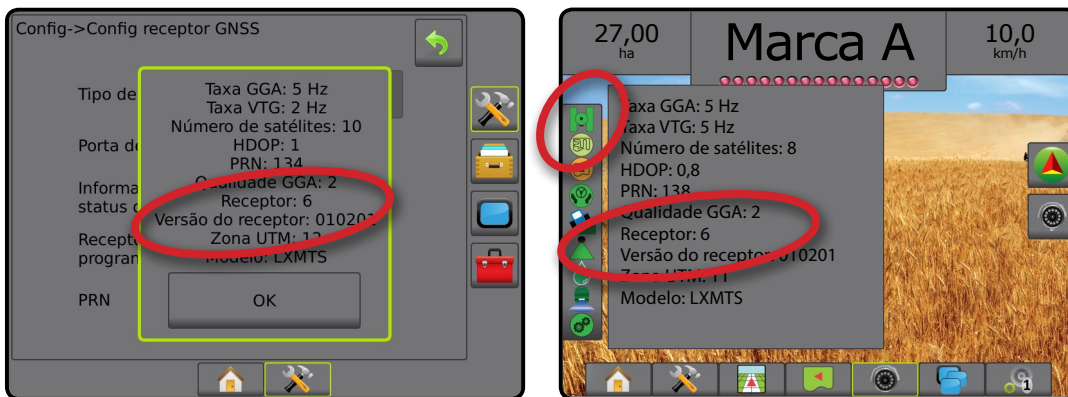 Config->Config receptor GNSS
Tipo de
Porta de
Informa
status d
Recept
program
PRN
Taxa GGA: 5 Hz
Taxa VTG: 2 Hz
Número de satélites: 10
HDOP: 1
PRN: 134
Qualidade GGA: 2
Receptor: 6
Versão do receptor: 010201
Zona UTM: 12
Modelo: LXMTS
OK
27,00
ha
Marca A
10,0
km/h
Taxa GGA: 5 Hz
Taxa VTG: 5 Hz
Número de satélites: 8
HDOP: 0,8
PRN: 138
Qualidade GGA: 2
Receptor: 6
Versão do receptor: 010201
Zona UTM: 11
Modelo: LXMTS
1